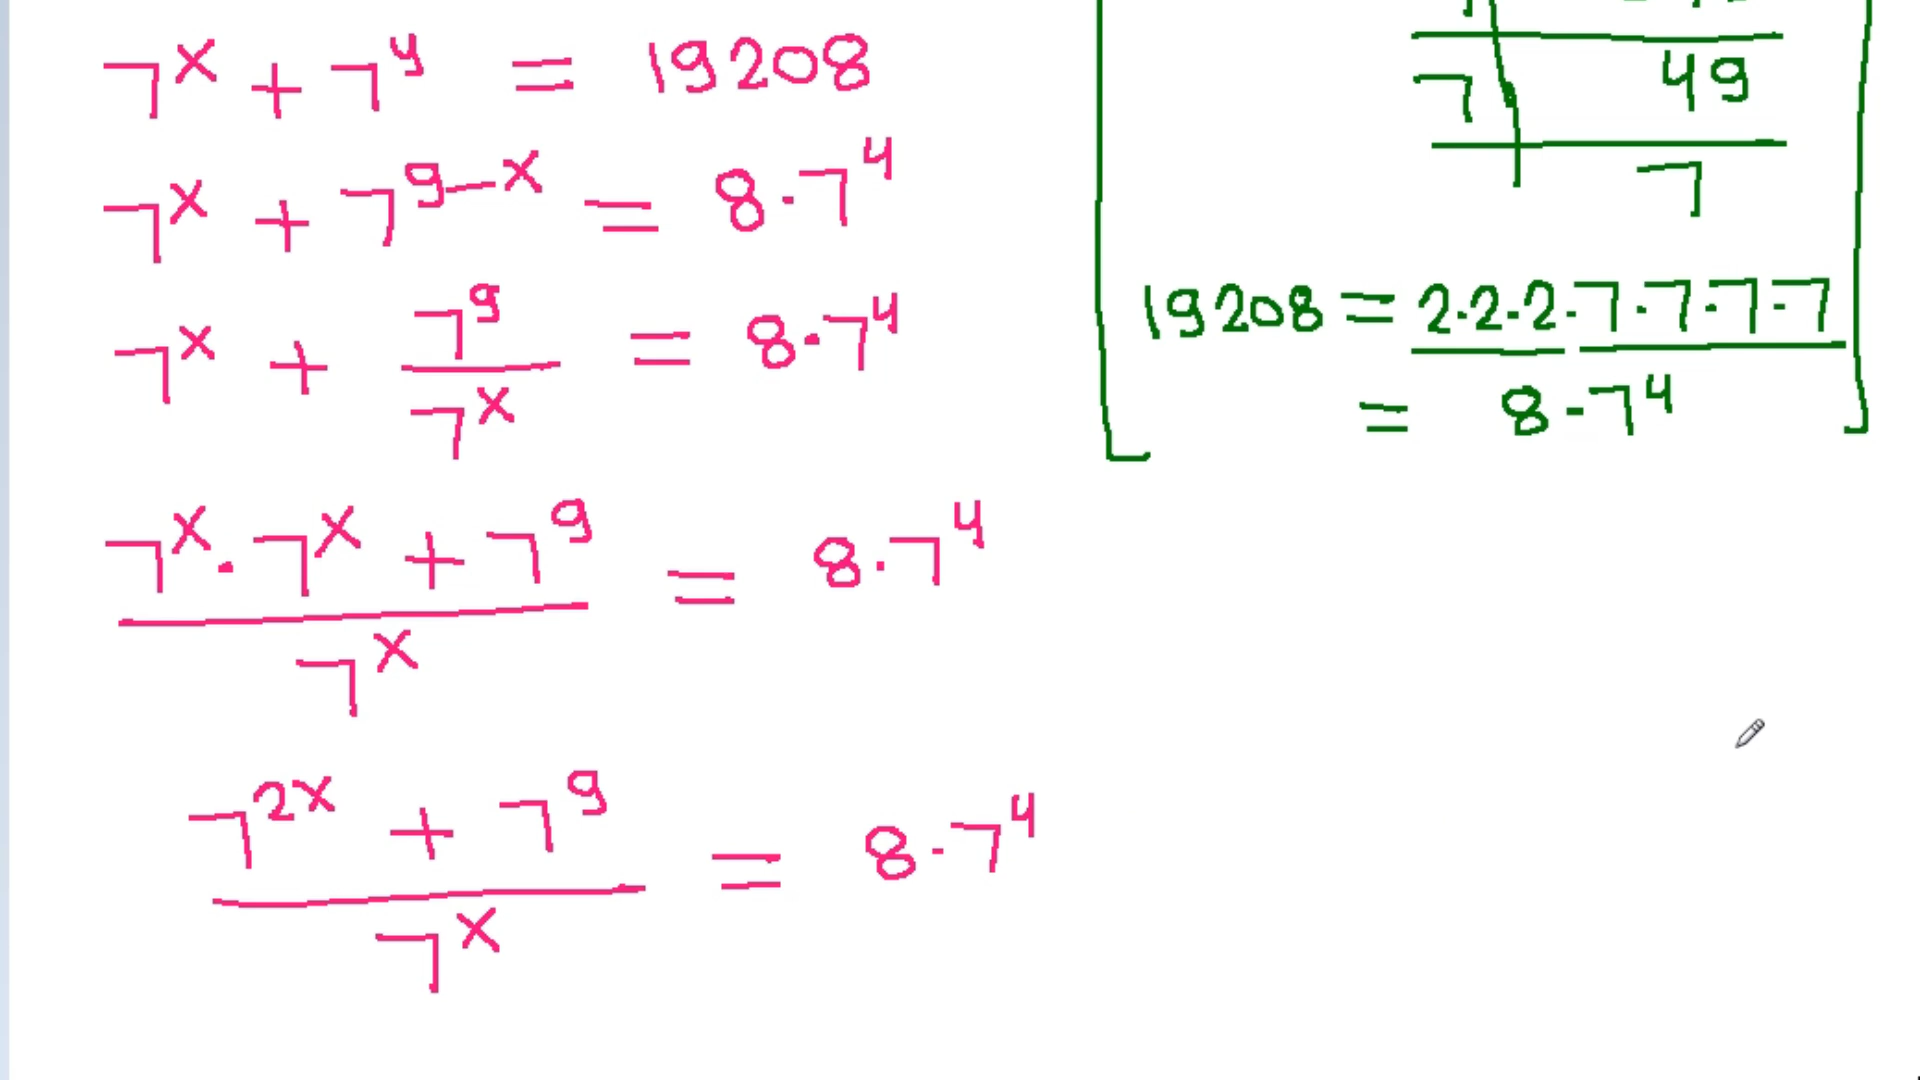 7^x + 7^y = 19208
7^x + 7^(9-x) = 8·7^4
7^x + 7^9/7^x = 8·7^4
(7^x·7^x + 7^9)/7^x = 8·7^4
(7^(2x) + 7^9)/7^x = 8·7^4
7 | 49
7
19208 = 2·2·2·7·7·7·7
= 8·7^4